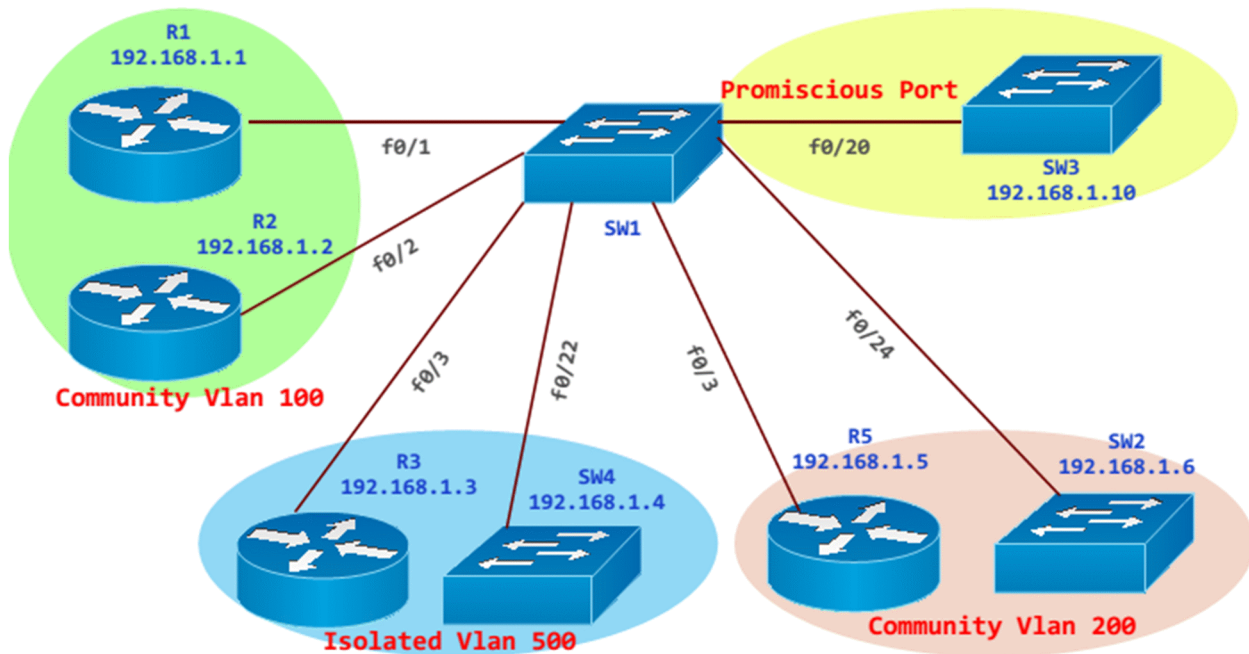 R1
192.168.1.1
f0/1
R2
192.168.1.2
f0/2
Community Vlan 100
SW1
Promiscious Port
f0/20
SW3
192.168.1.10
f0/3
f0/22
f0/3
f0/24
R3
192.168.1.3
SW4
192.168.1.4
Isolated Vlan 500
R5
192.168.1.5
SW2
192.168.1.6
Community Vlan 200